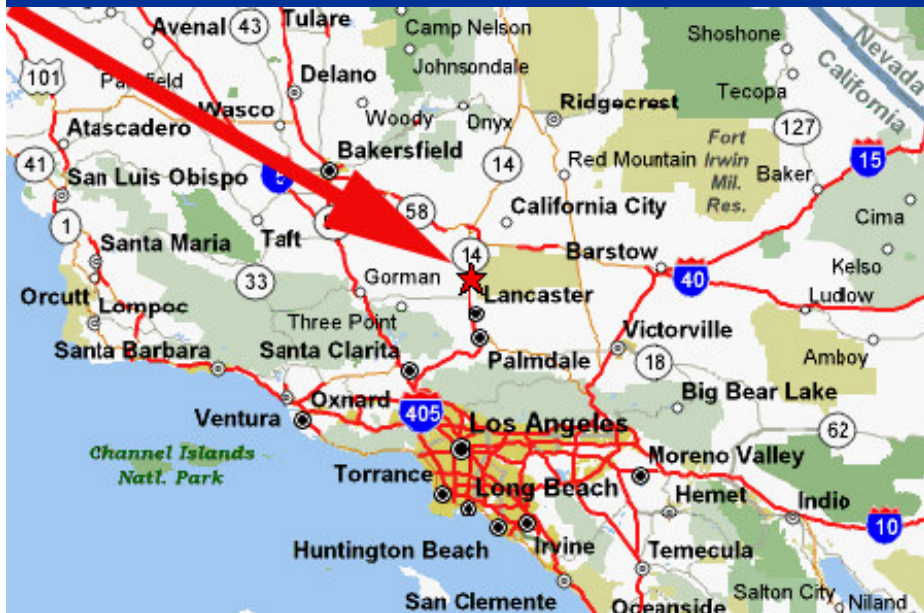 Avenal
43
Tulare
Camp Nelson
Shoshone
Nevada
California
101
Delano
Johnsondale
Tecopa
Wasco
Woody
Onyx
Ridgecrest
127
Atascadero
Bakersfield
14
Red Mountain
Fort
Irwin
Mil.
Res.
Baker
15
41
San Luis Obispo
5
58
California City
Cima
1
Taft
Santa Maria
33
Gorman
14
Barstow
40
Kelso
Orcutt
Lompoc
Lancaster
Ludlow
Three Point
Victorville
Santa Barbara
Santa Clarita
Palmdale
18
Amboy
Big Bear Lake
Oxnard
405
Ventura
Los Angeles
62
Channel Islands
Natl. Park
Torrance
Moreno Valley
Long Beach
Hemet
Indio
10
Huntington Beach
Irvine
Temecula
San Clemente
Oceanside
Salton City
Niland